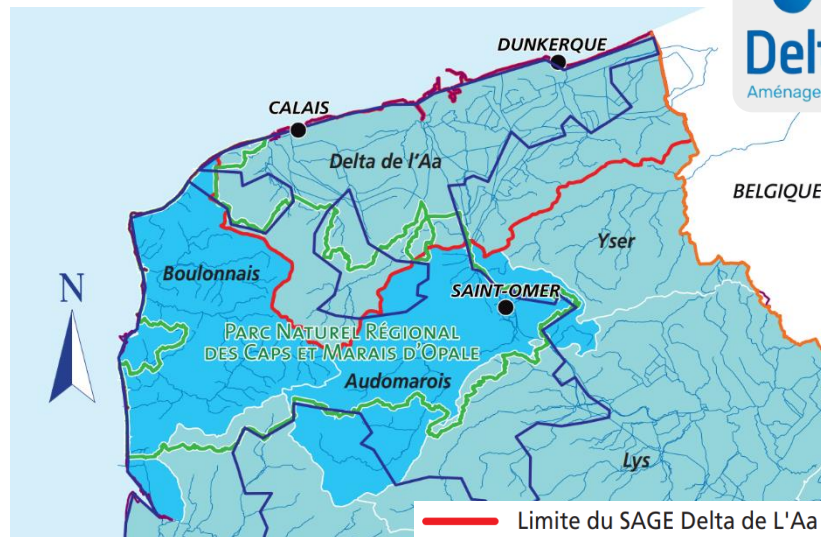 DUNKERQUE
Delt
Aménage
CALAIS
Delta de l'Aa
BELGIQUE
Yser
Boulonnais
N
SAINT-OMER
PARC NATUREL RÉGIONAL
DES CAPS ET MARAIS D'OPALE
Audomarois
Lys
Limite du SAGE Delta de L'Aa